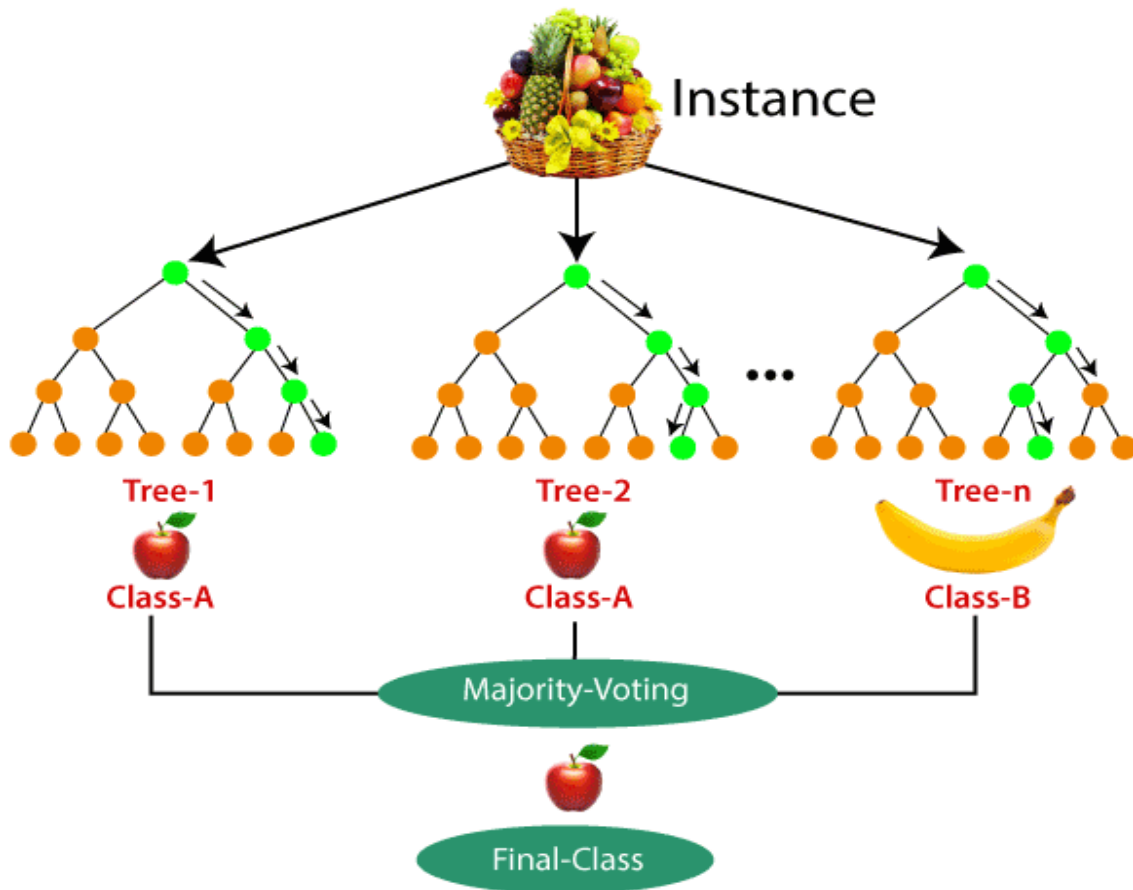 Instance
Tree-1
Tree-2
Tree-n
Class-A
Class-A
Class-B
Majority-Voting
Final-Class